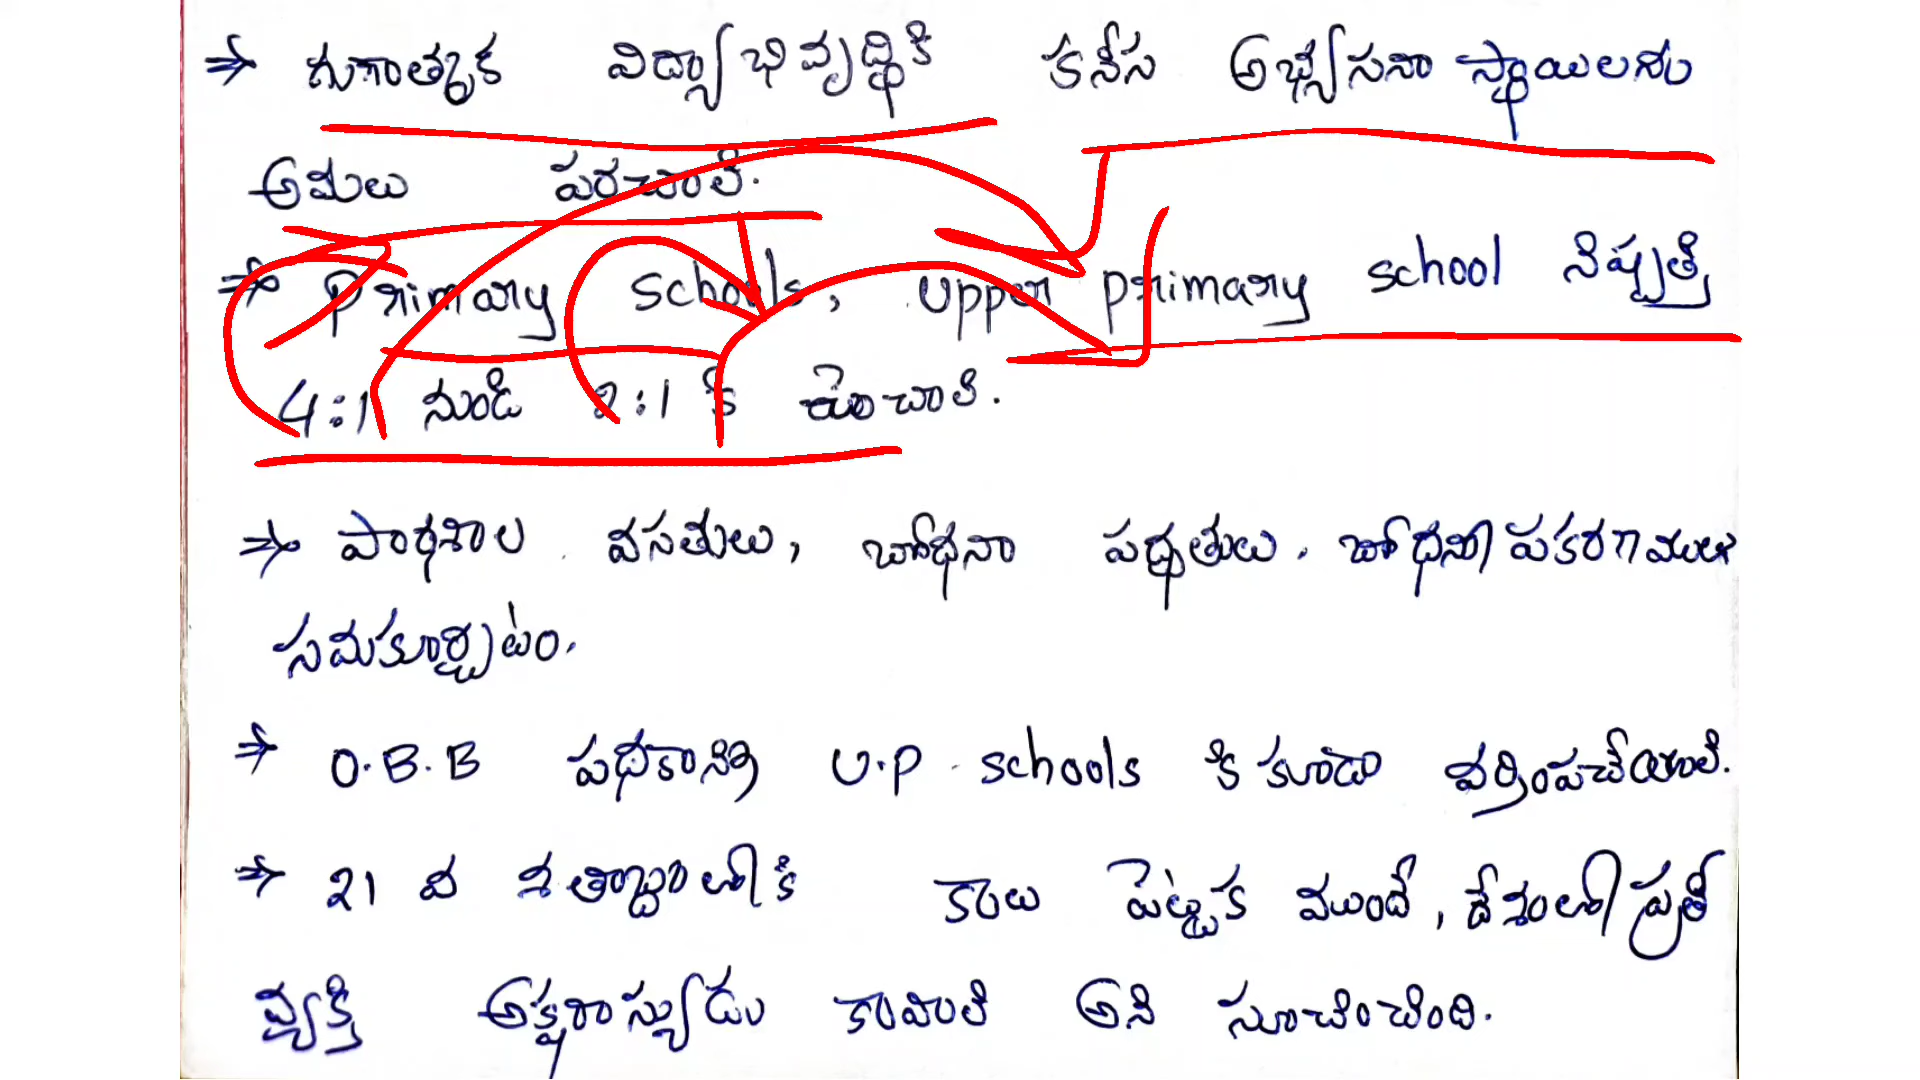 ⇒ గుణాత్మక విద్యాభివృద్ధికి కనీస అభ్యసనా స్థాయిలను
అమలు పరచాలి.
⇒ Primary schools, upper primary school నిష్పత్తి
4:1 నుండి 2:1 కి పెంచాలి.
⇒ పాఠశాల వసతులు, బోధనా పద్ధతులు, బోధనోపకరణములు
సమకూర్చుటం.
⇒ O.B.B పథకానికి U.P schools కి కూడా వర్తింపచేయాలి.
⇒ 21 వ శతాబ్దంలోకి కాలు పెట్టక ముందే, దేశంలో ప్రతీ
వ్యక్తి అక్షరాస్యుడు కావాలి అని సూచించింది.